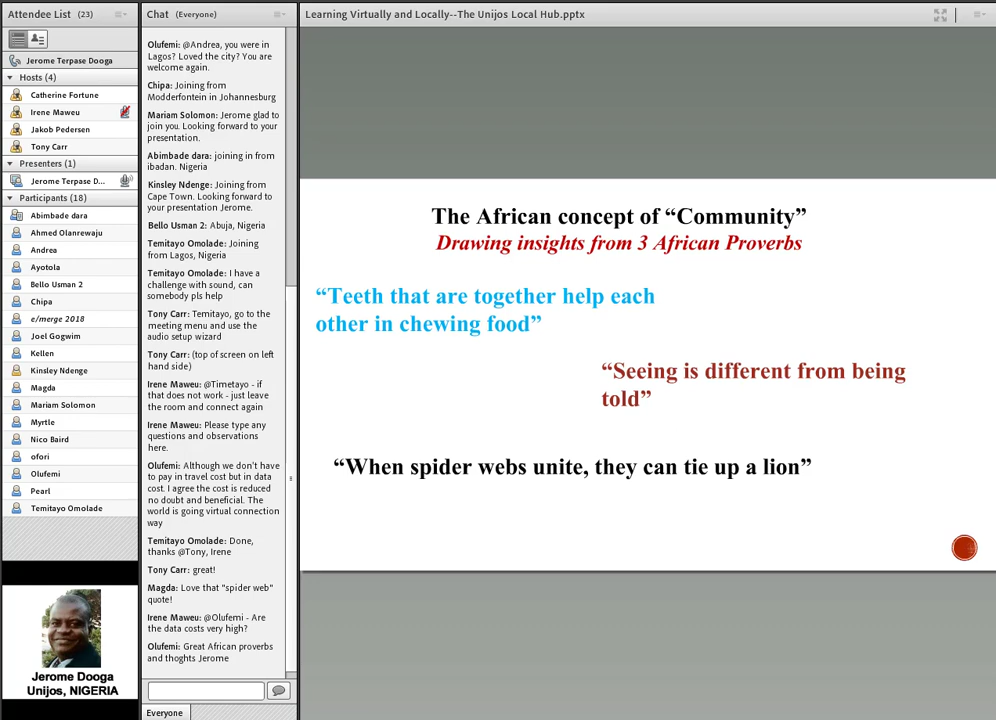 Attendee List (23)
Jerome Terpase Dooga
Hosts (4)
Catherine Fortune
Irene Maweu
Jakob Pedersen
Tony Carr
Presenters (1)
Jerome Terpase D...
Participants (18)
Abimbade dara
Ahmed Olanrewaju
Andrea
Ayotola
Bello Usman 2
Chipa
e/merge 2018
Joel Gogwim
Kellen
Kinsley Ndenge
Magda
Mariam Solomon
Myrtle
Nico Baird
ofori
Olufemi
Pearl
Temitayo Omolade
Jerome Dooga
Unijos, NIGERIA
Chat (Everyone)
Olufemi: @Andrea, you were in
Lagos? Loved the city? You are
welcome again.
Chipa: Joining from
Modderfontein in Johannesburg
Mariam Solomon: Jerome glad to
join you. Looking forward to your
presentation.
Abimbade dara: joining in from
ibadan. Nigeria
Kinsley Ndenge: Joining from
Cape Town. Looking forward to
your presentation Jerome.
Bello Usman 2: Abuja, Nigeria
Temitayo Omolade: Joining
from Lagos, Nigeria
Temitayo Omolade: I have a
challenge with sound, can
somebody pls help
Tony Carr: Temitayo, go to the
meeting menu and use the
audio setup wizard
Tony Carr: (top of screen on left
hand side)
Irene Maweu: @Timetayo - if
that does not work - just leave
the room and connect again
Irene Maweu: Please type any
questions and observations
here.
Olufemi: Although we don't have
to pay in travel cost but in data
cost. I agree the cost is reduced
no doubt and beneficial. The
world is going virtual connection
way
Temitayo Omolade: Done,
thanks @Tony, Irene
Tony Carr: great!
Magda: Love that "spider web"
quote!
Irene Maweu: @Olufemi - Are
the data costs very high?
Olufemi: Great African proverbs
and thoghts Jerome
Everyone
Learning Virtually and Locally--The Unijos Local Hub.pptx
The African concept of “Community”
Drawing insights from 3 African Proverbs
“Teeth that are together help each
other in chewing food”
“Seeing is different from being
told”
“When spider webs unite, they can tie up a lion”